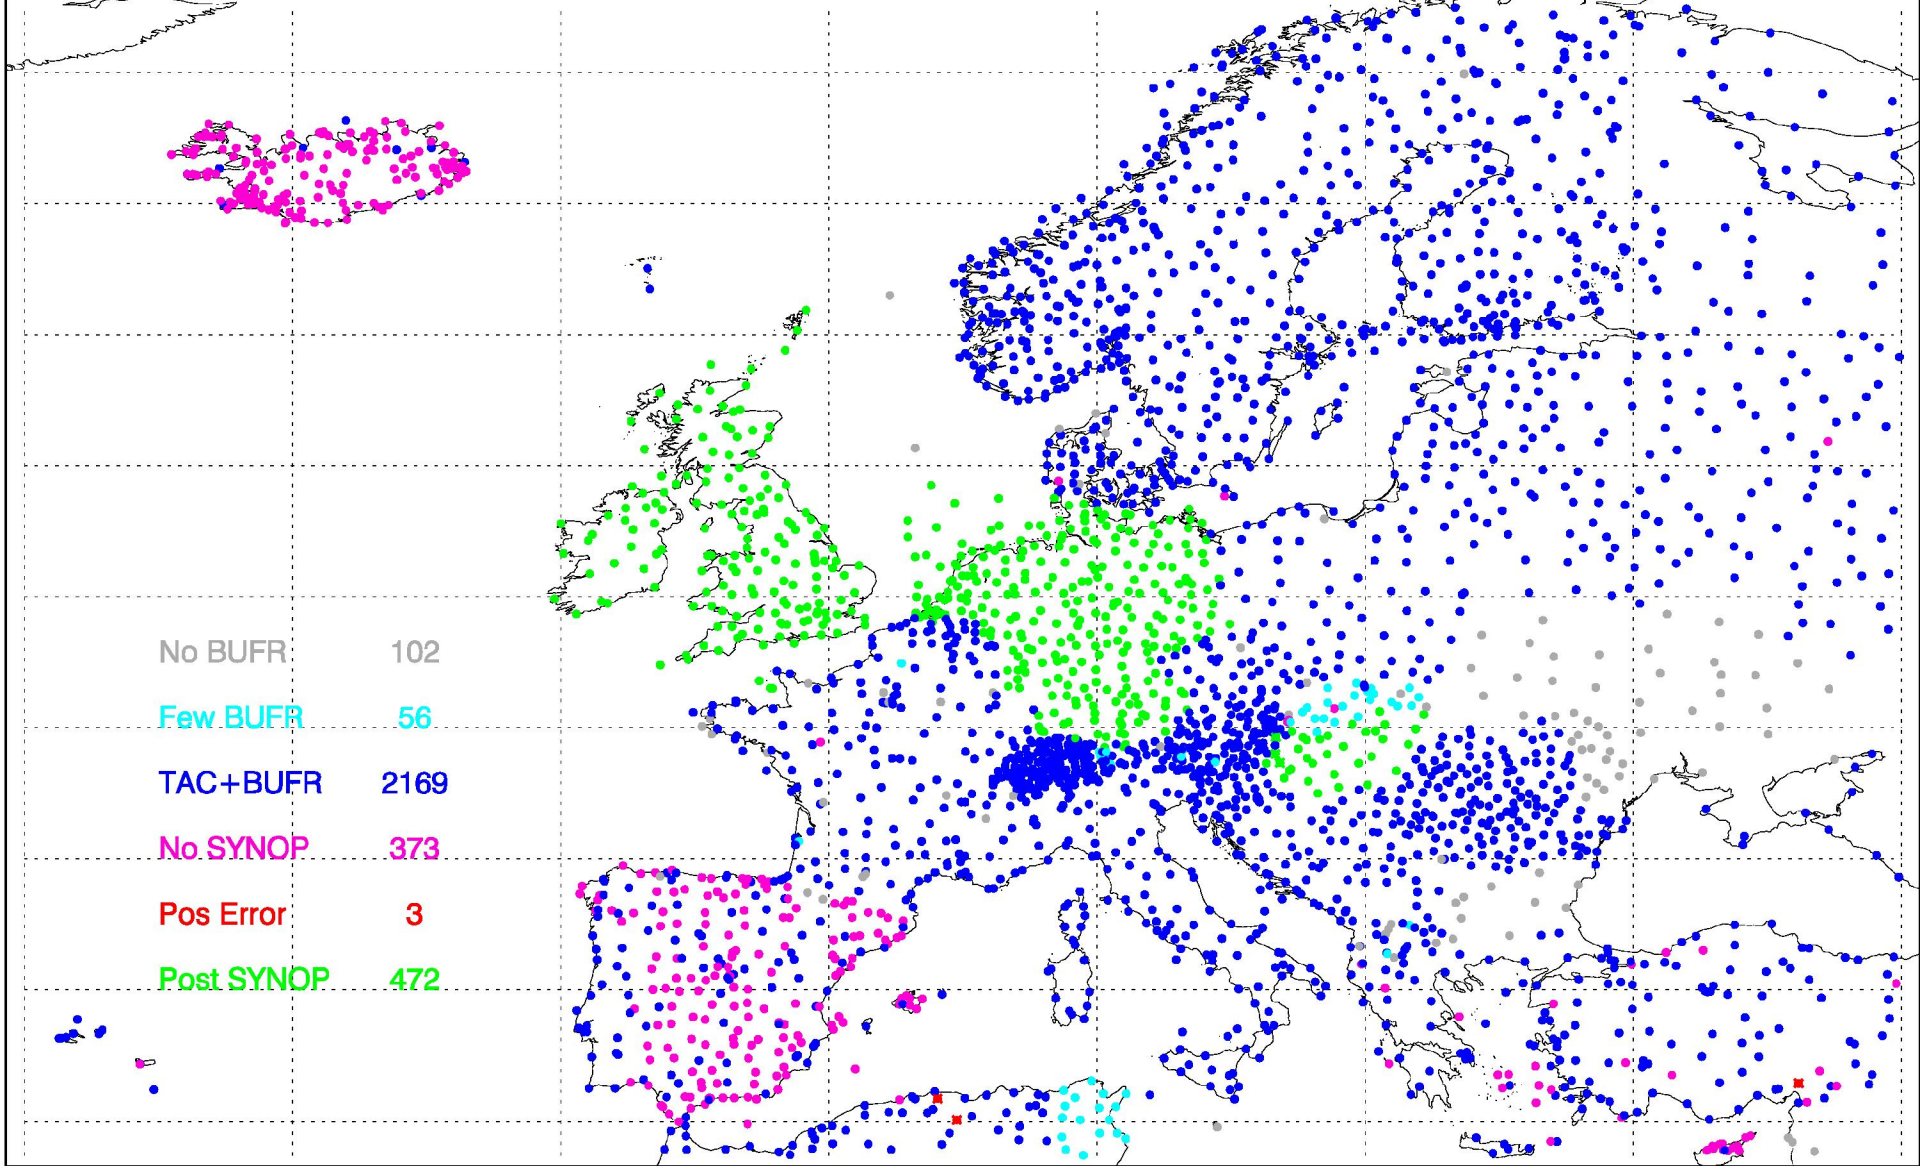 No BUFR 102
Few BUFR 56
TAC+BUFR 2169
No SYNOP 373
Pos Error 3
Post SYNOP 472